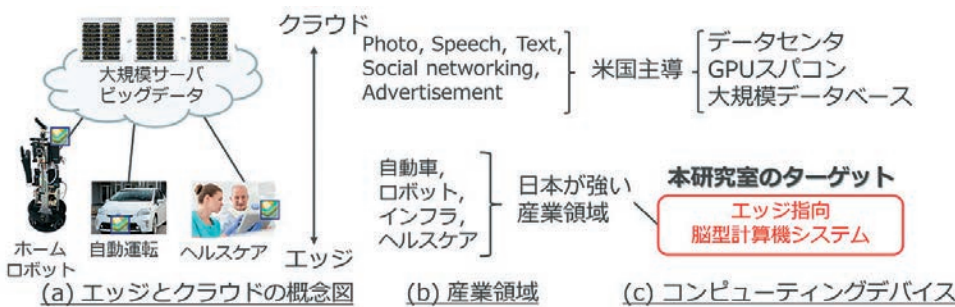 クラウド
大規模サーバ
ビッグデータ
ホーム
ロボット
自動運転
ヘルスケア
エッジ
(a) エッジとクラウドの概念図
Photo, Speech, Text,
Social networking,
Advertisement
米国主導
自動車,
ロボット,
インフラ,
ヘルスケア
日本が強い
産業領域
(b) 産業領域
データセンタ
GPUスパコン
大規模データベース
本研究室のターゲット
エッジ指向
脳型計算機システム
(c) コンピューティングデバイス